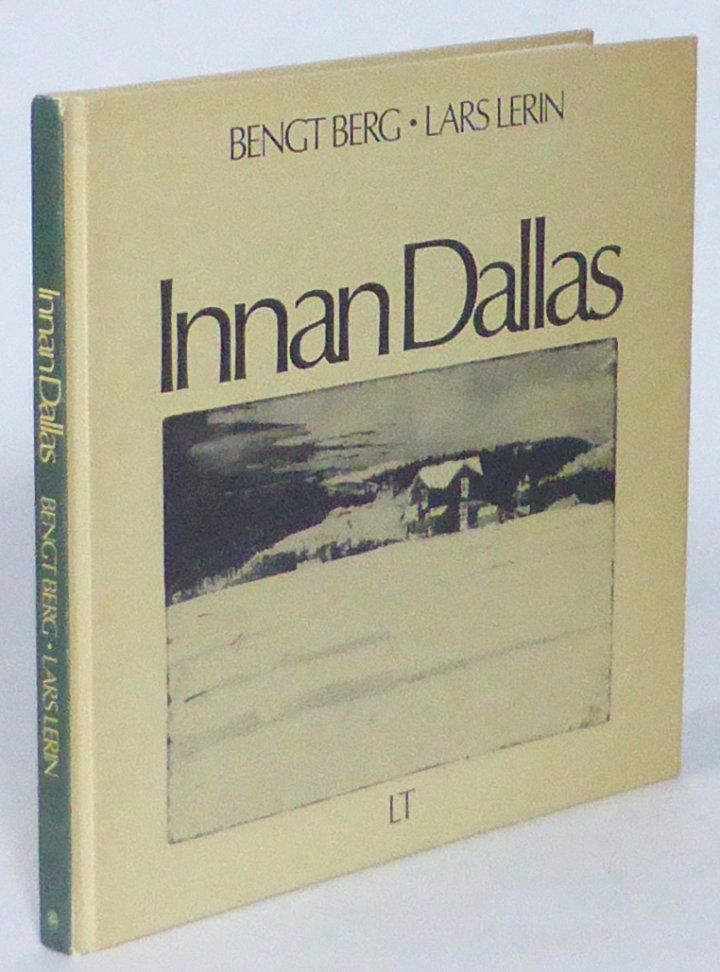 BENGT BERG • LARS LERIN
Innan Dallas
LT
Innan Dallas BENGT BERG • LARS LERIN